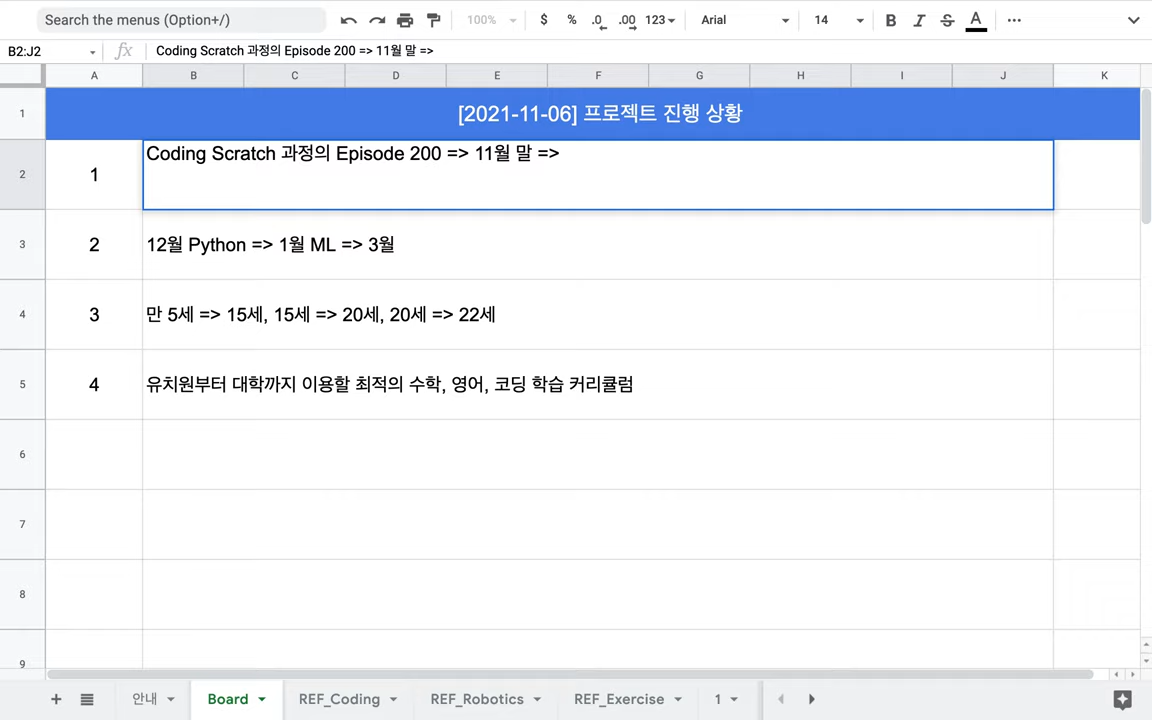 Search the menus (Option+/) 100% $ % .0 .00 123 Arial 14 B I S A
B2:J2 fx Coding Scratch 과정의 Episode 200 => 11월 말 =>
A B C D E F G H I J K
1 [2021-11-06] 프로젝트 진행 상황
2 1 Coding Scratch 과정의 Episode 200 => 11월 말 =>
3 2 12월 Python => 1월 ML => 3월
4 3 만 5세 => 15세, 15세 => 20세, 20세 => 22세
5 4 유치원부터 대학까지 이용할 최적의 수학, 영어, 코딩 학습 커리큘럼
6
7
8
9
안내 Board REF_Coding REF_Robotics REF_Exercise 1